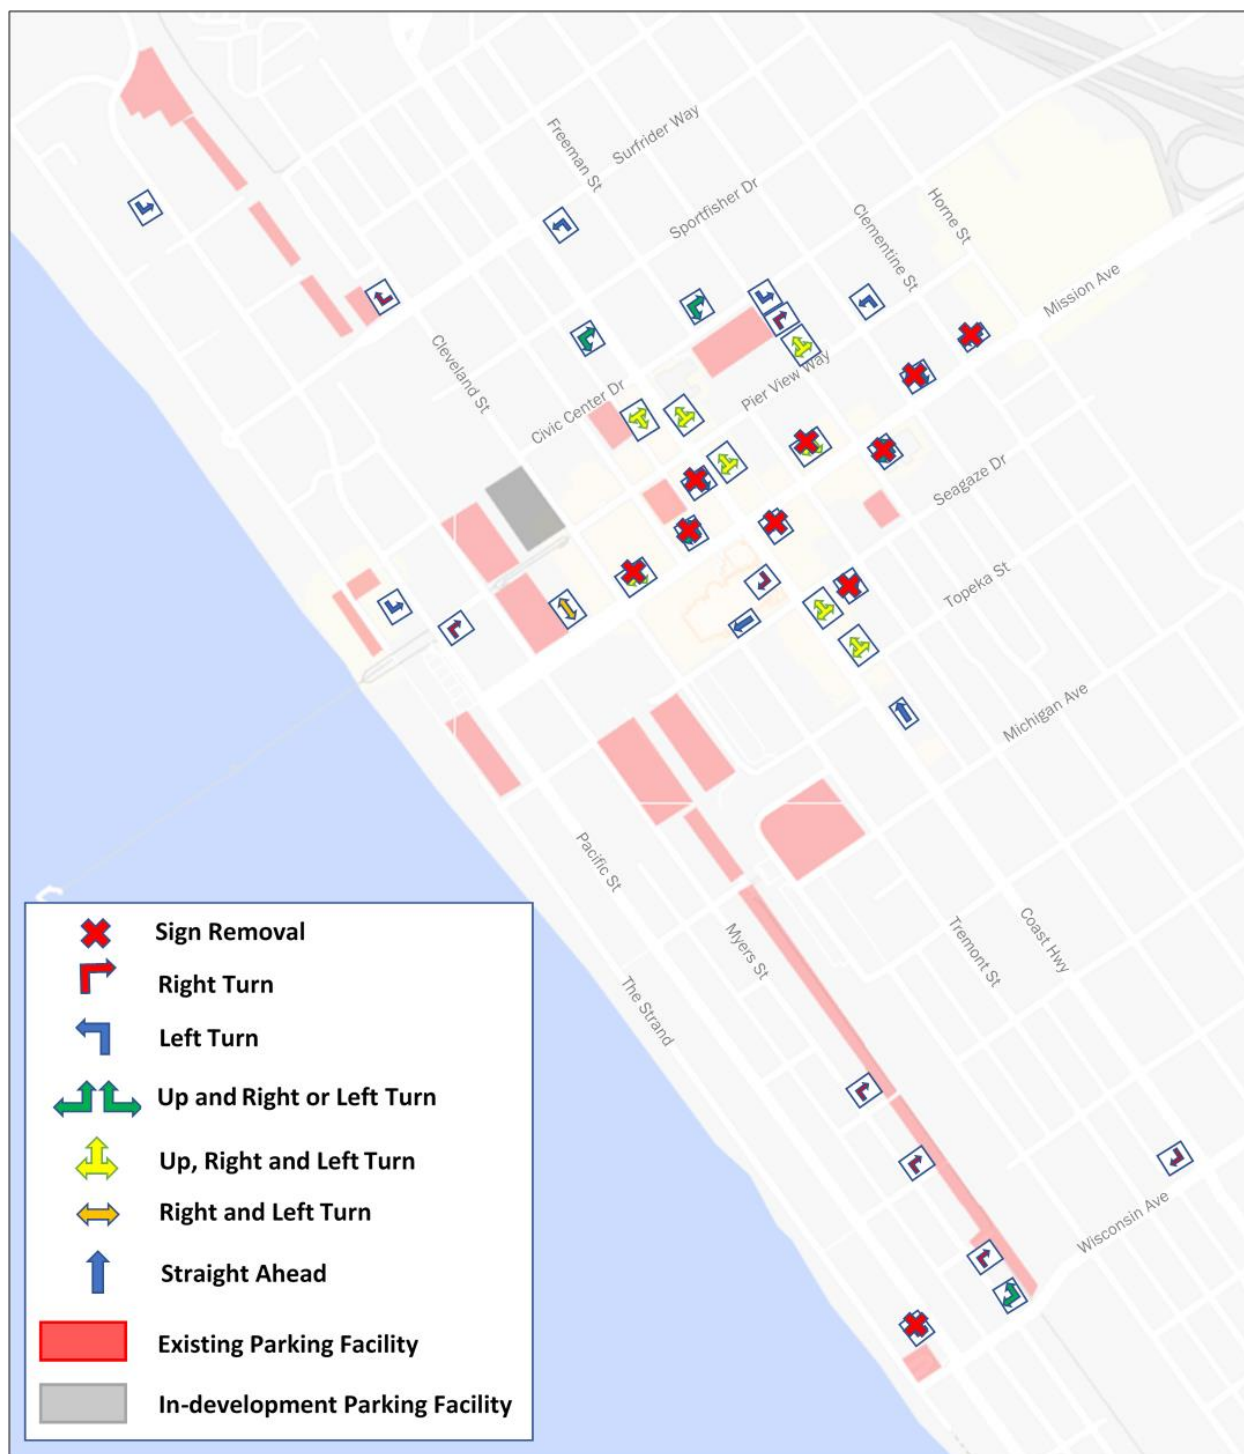 Surfrider Way
Freeman St
Sportfisher Dr
Horne St
Clementine St
Mission Ave
Cleveland St
Civic Center Dr
Pier View Way
Seagaze Dr
Topeka St
Michigan Ave
Pacific St
Myers St
The Strand
Tremont St
Coast Hwy
Wisconsin Ave
Sign Removal
Right Turn
Left Turn
Up and Right or Left Turn
Up, Right and Left Turn
Right and Left Turn
Straight Ahead
Existing Parking Facility
In-development Parking Facility